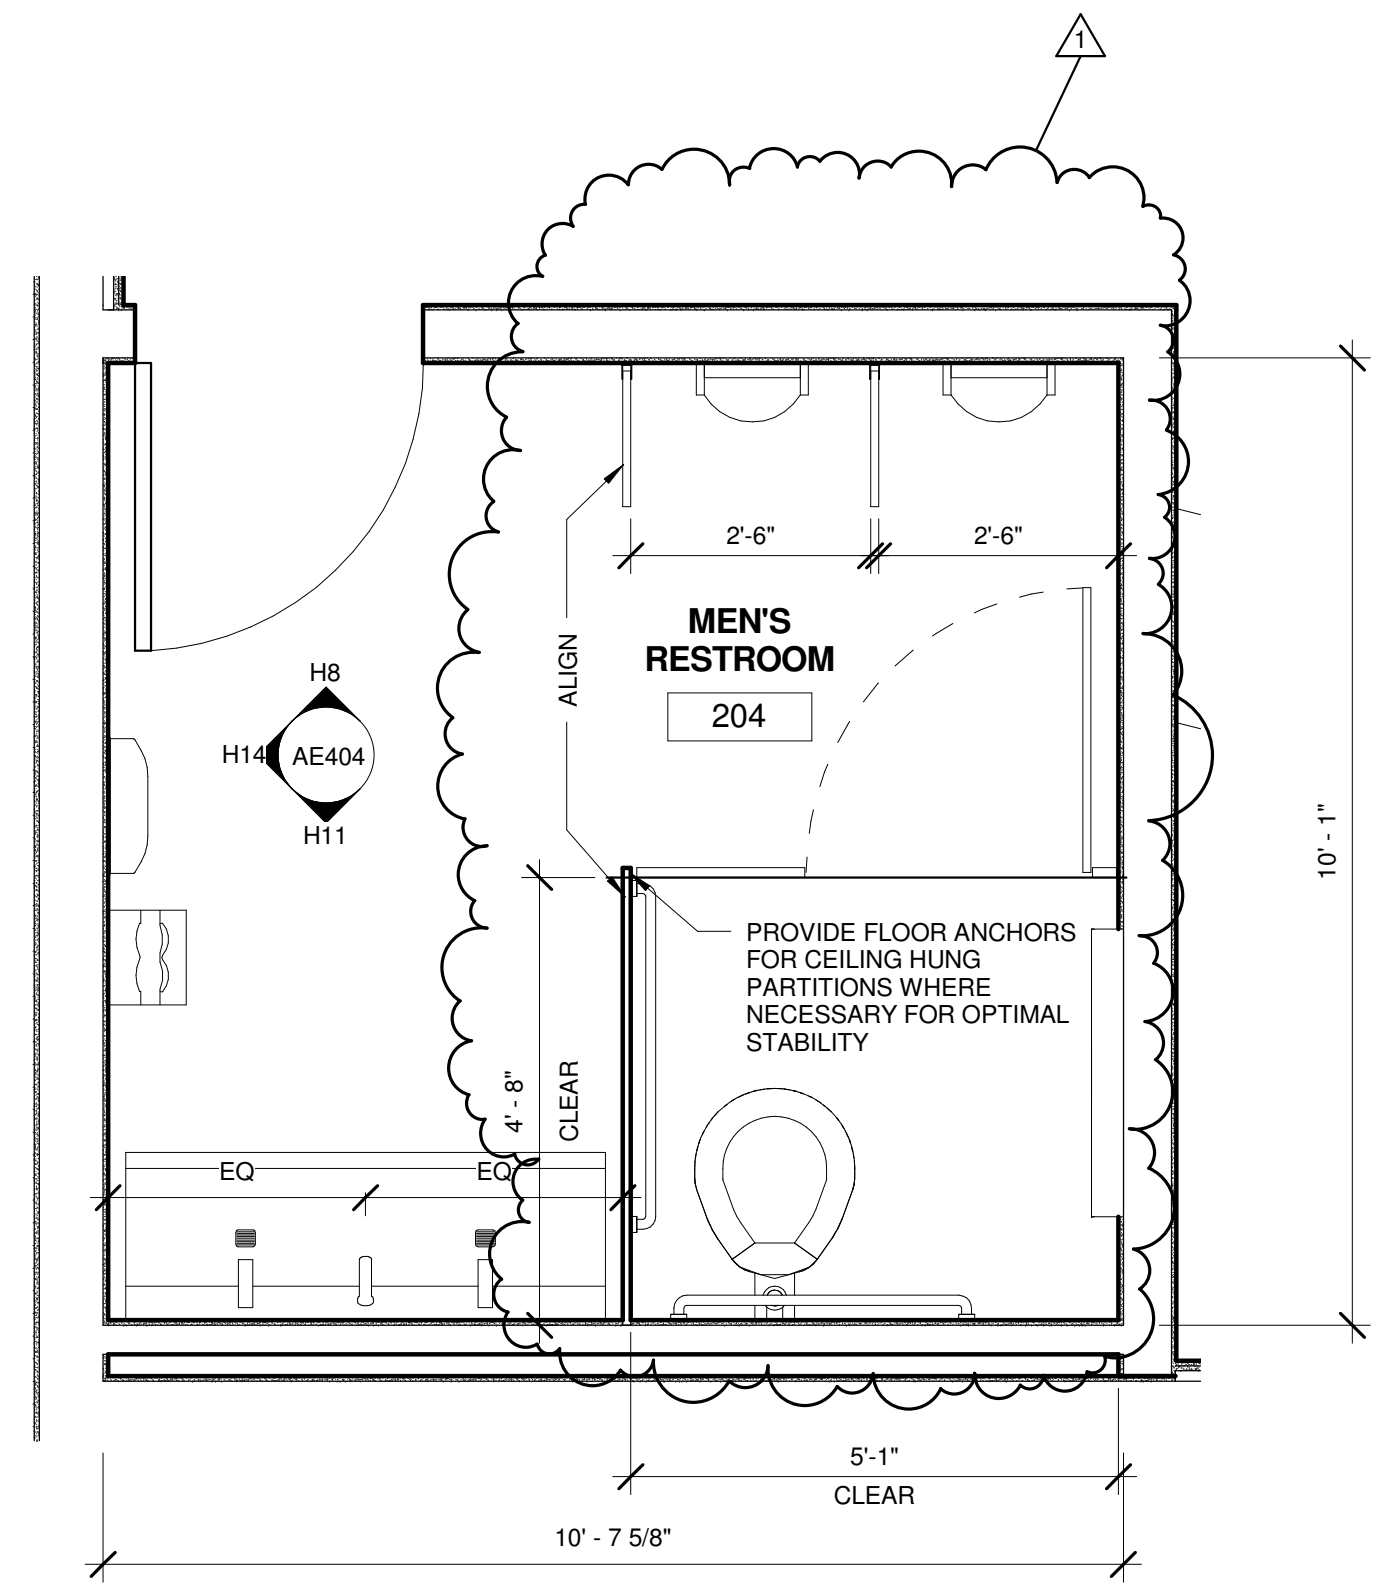 1
2'-6"
2'-6"
MEN'S
RESTROOM
204
ALIGN
H8
H14
AE404
H11
10' - 1"
PROVIDE FLOOR ANCHORS
FOR CEILING HUNG
PARTITIONS WHERE
NECESSARY FOR OPTIMAL
STABILITY
4' - 8"
CLEAR
EQ
EQ
5'-1"
CLEAR
10' - 7 5/8"